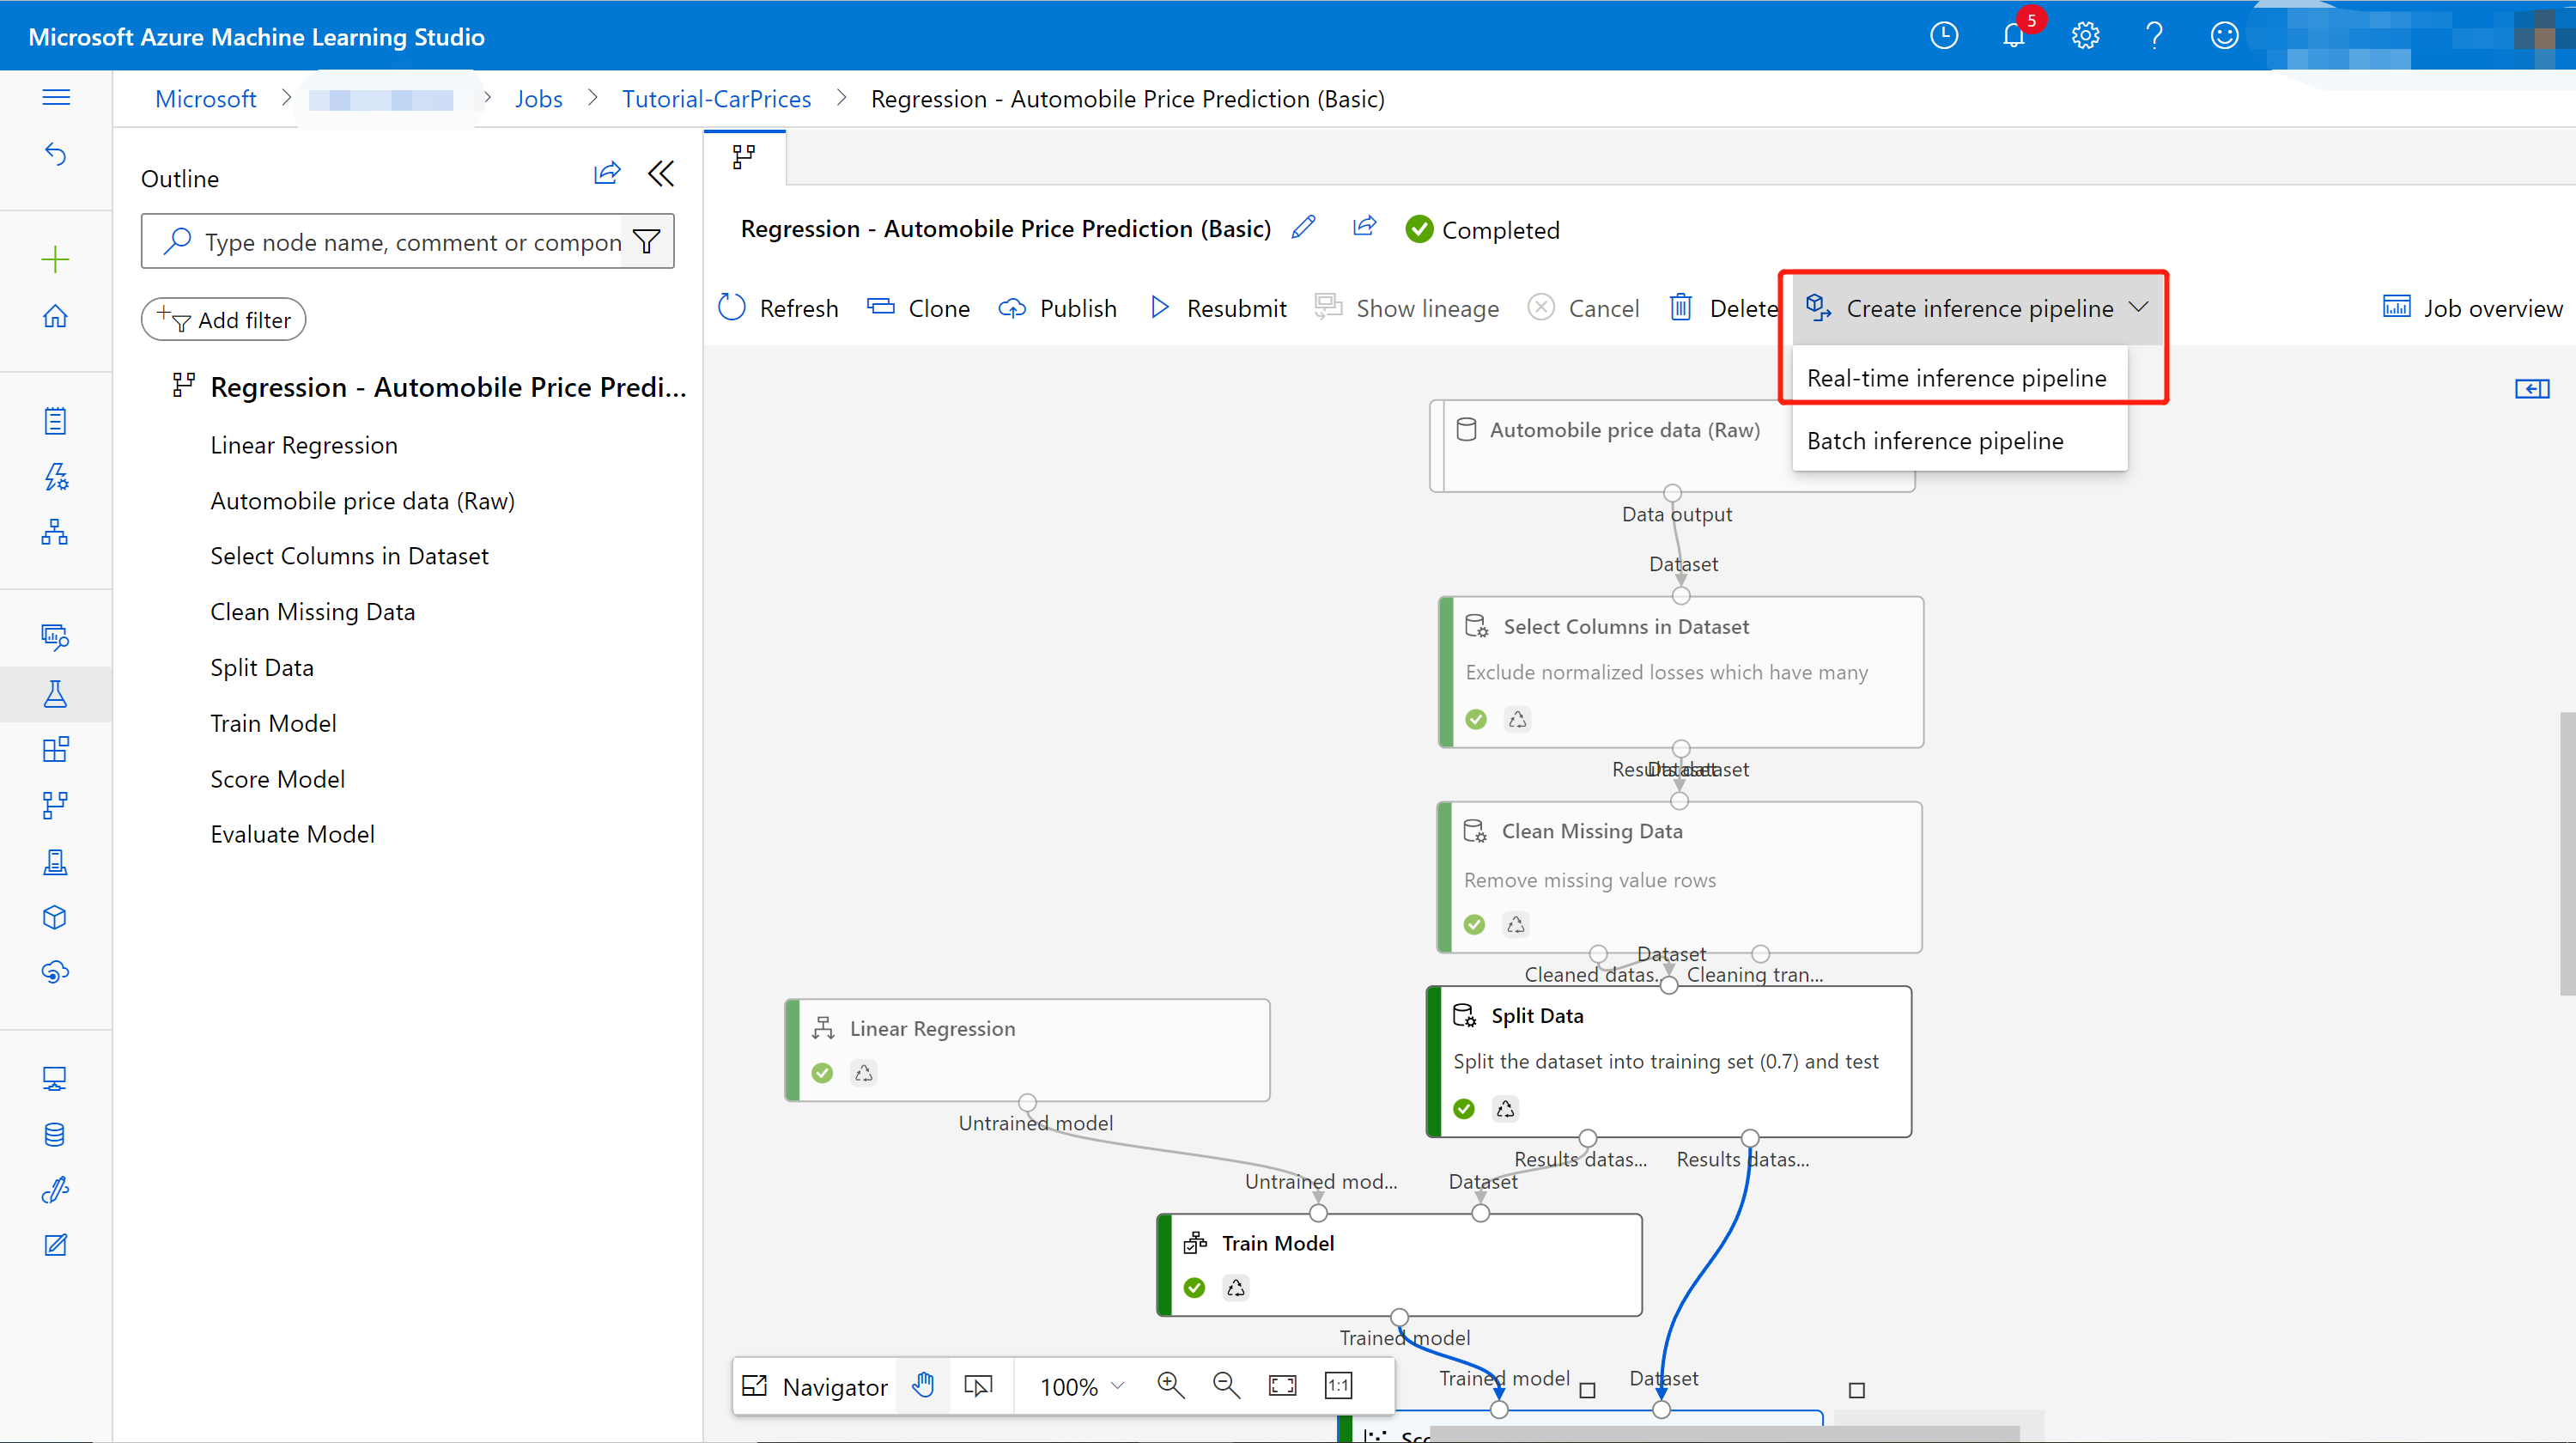 Microsoft Azure Machine Learning Studio
5
Microsoft > > Jobs > Tutorial-CarPrices > Regression - Automobile Price Prediction (Basic)
Outline
Type node name, comment or compon
Add filter
Regression - Automobile Price Predi...
Linear Regression
Automobile price data (Raw)
Select Columns in Dataset
Clean Missing Data
Split Data
Train Model
Score Model
Evaluate Model
Regression - Automobile Price Prediction (Basic)
Completed
Refresh
Clone
Publish
Resubmit
Show lineage
Cancel
Delete
Create inference pipeline
Job overview
Real-time inference pipeline
Batch inference pipeline
Automobile price data (Raw)
Data output
Dataset
Select Columns in Dataset
Exclude normalized losses which have many
Results dataset
Dataset
Clean Missing Data
Remove missing value rows
Dataset
Cleaned datas...
Cleaning tran...
Linear Regression
Untrained model
Split Data
Split the dataset into training set (0.7) and test
Results datas...
Results datas...
Untrained mod...
Dataset
Train Model
Trained model
Trained model
Dataset
Navigator
100%
1:1